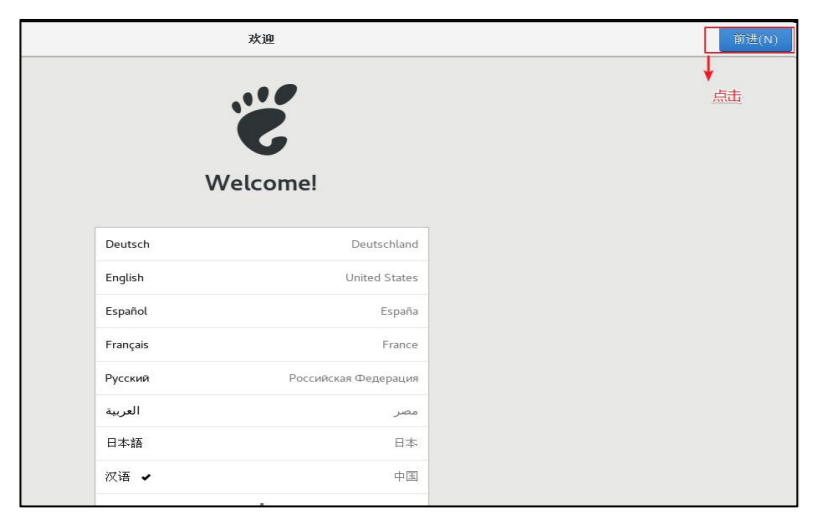 欢迎
前进(N)
点击
Welcome!
Deutsch Deutschland
English United States
Español España
Français France
Русский Российская Федерация
العربية مصر
日本語 日本
汉语 中国